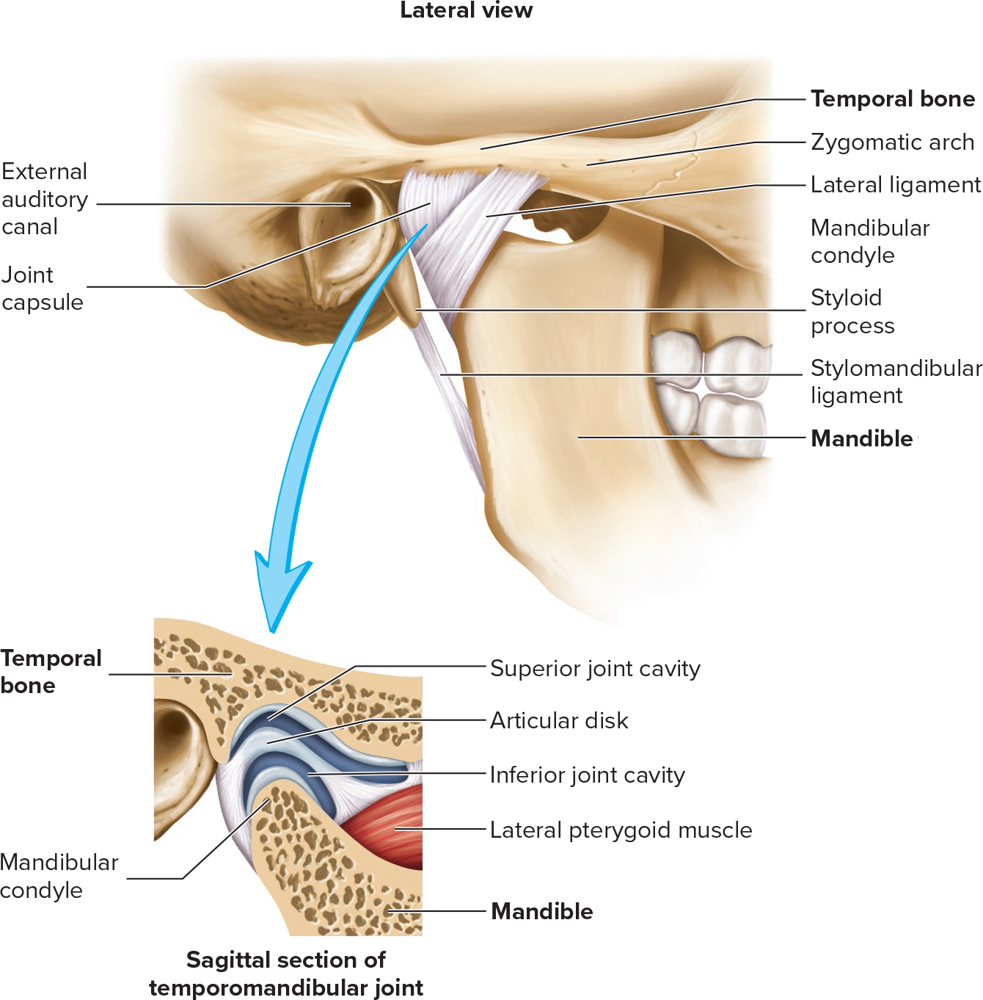 Lateral view
Temporal bone
Zygomatic arch
Lateral ligament
Mandibular
condyle
Styloid
process
Stylomandibular
ligament
Mandible
External
auditory
canal
Joint
capsule
Temporal
bone
Superior joint cavity
Articular disk
Inferior joint cavity
Lateral pterygoid muscle
Mandibular
condyle
Mandible
Sagittal section of
temporomandibular joint